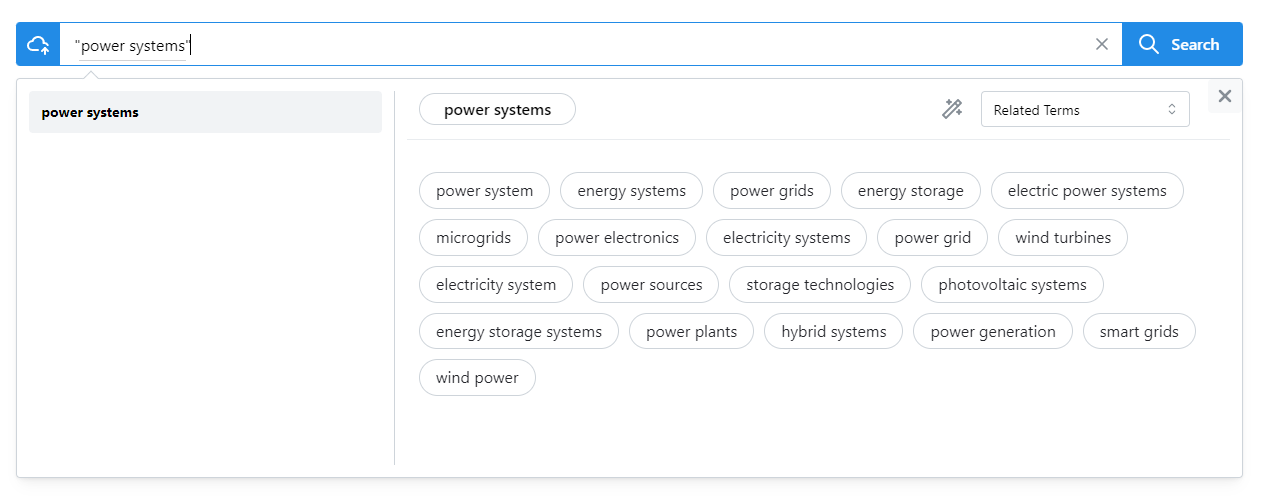 "power systems" Search
power systems
power systems Related Terms
power system energy systems power grids energy storage electric power systems
microgrids power electronics electricity systems power grid wind turbines
electricity system power sources storage technologies photovoltaic systems
energy storage systems power plants hybrid systems power generation smart grids
wind power